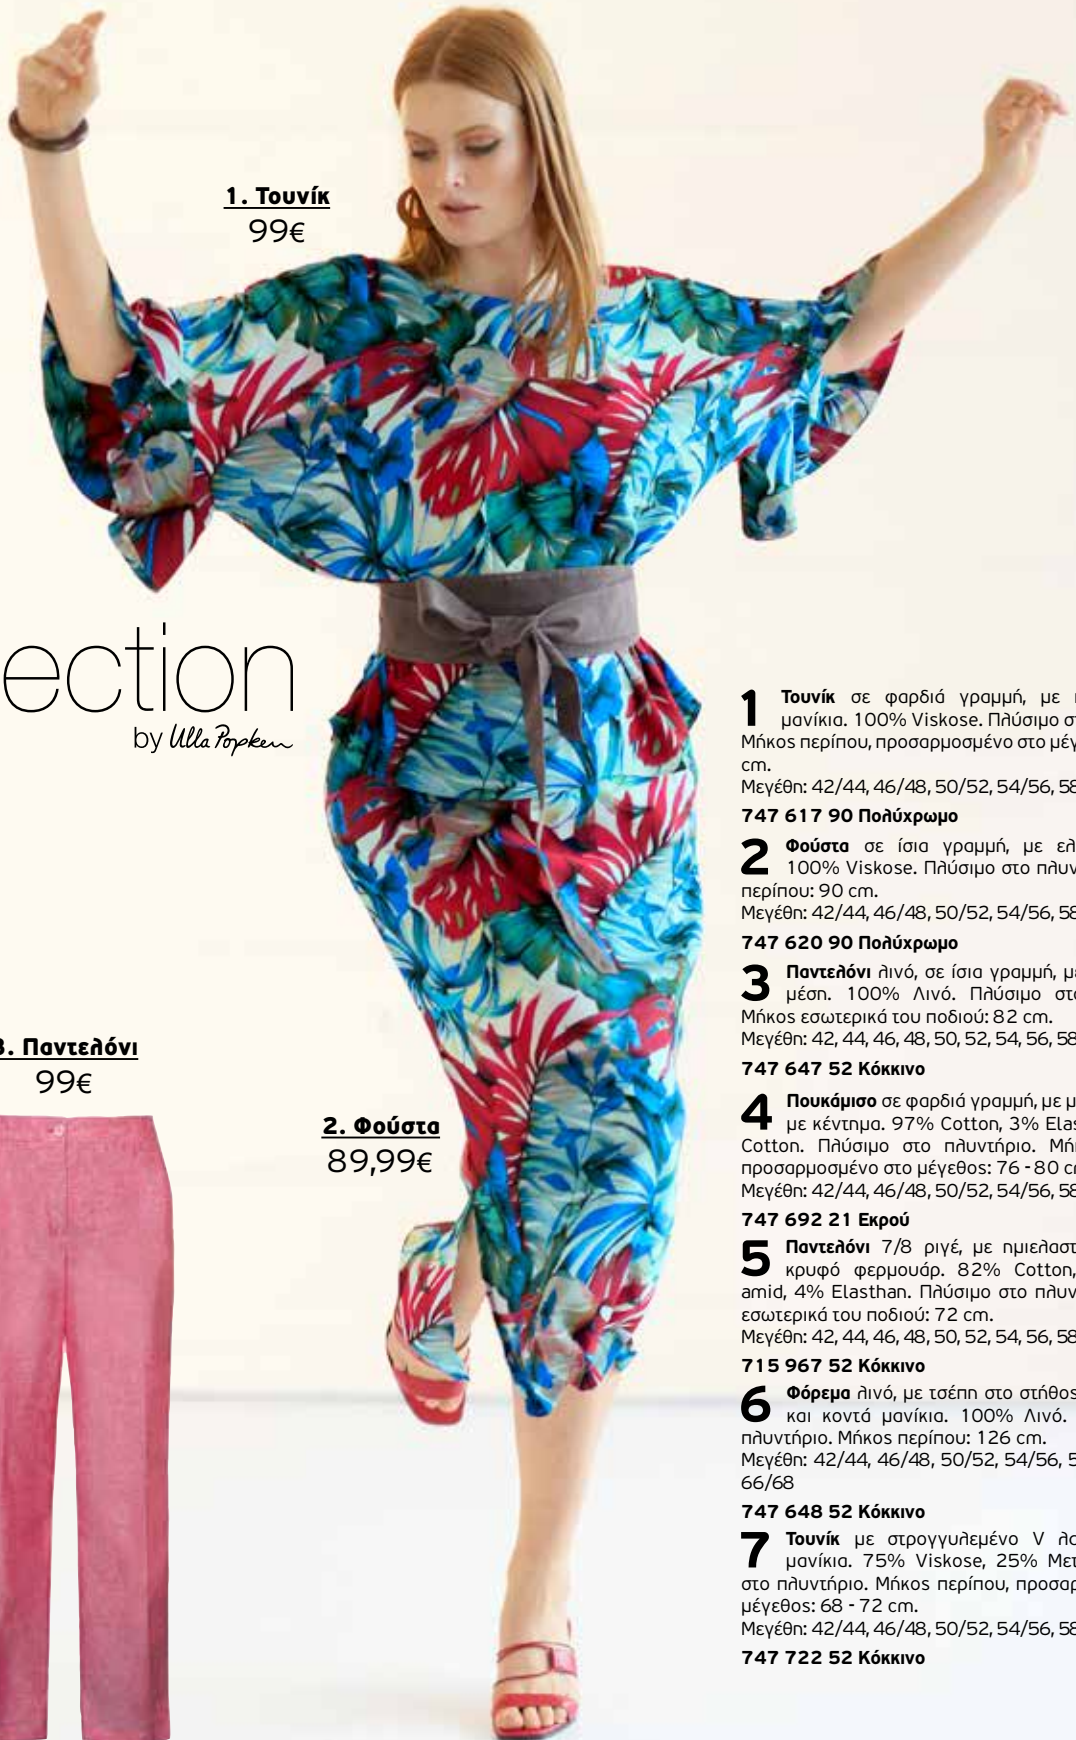 1. Τουνίκ
99€
ection
by Ulla Popken
3. Παντελόνι
99€
2. Φούστα
89,99€
1 Τουνίκ σε φαρδιά γραμμή, με
μανίκια. 100% Viskose. Πλύσιμο
Μήκος περίπου, προσαρμοσμένο στο
cm.
Μεγέθη: 42/44, 46/48, 50/52, 54/56,
747 617 90 Πολύχρωμο
2 Φούστα σε ίσια γραμμή, με
100% Viskose. Πλύσιμο στο
περίπου: 90 cm.
Μεγέθη: 42/44, 46/48, 50/52, 54/56,
747 620 90 Πολύχρωμο
3 Παντελόνι λινό, σε ίσια γραμμή,
μέση. 100% Λινό. Πλύσιμο
Μήκος εσωτερικά του ποδιού: 82 cm.
Μεγέθη: 42, 44, 46, 48, 50, 52, 54, 56, 58
747 647 52 Κόκκινο
4 Πουκάμισο σε φαρδιά γραμμή, με
με κέντημα. 97% Cotton, 3%
Cotton. Πλύσιμο στο πλυντήριο.
προσαρμοσμένο στο μέγεθος: 76 - 80
Μεγέθη: 42/44, 46/48, 50/52, 54/56,
747 692 21 Εκρού
5 Παντελόνι 7/8 ριγέ, με
κρυφό φερμουάρ. 82% Cotton,
amid, 4% Elasthan. Πλύσιμο στο
εσωτερικά του ποδιού: 72 cm.
Μεγέθη: 42, 44, 46, 48, 50, 52, 54, 56, 58
715 967 52 Κόκκινο
6 Φόρεμα λινό, με τσέπη στο στήθος
και κοντά μανίκια. 100% Λινό.
πλυντήριο. Μήκος περίπου: 126 cm.
Μεγέθη: 42/44, 46/48, 50/52, 54/56,
66/68
747 648 52 Κόκκινο
7 Τουνίκ με στρογγυλεμένο V
μανίκια. 75% Viskose, 25%
στο πλυντήριο. Μήκος περίπου,
μέγεθος: 68 - 72 cm.
Μεγέθη: 42/44, 46/48, 50/52, 54/56,
747 722 52 Κόκκινο